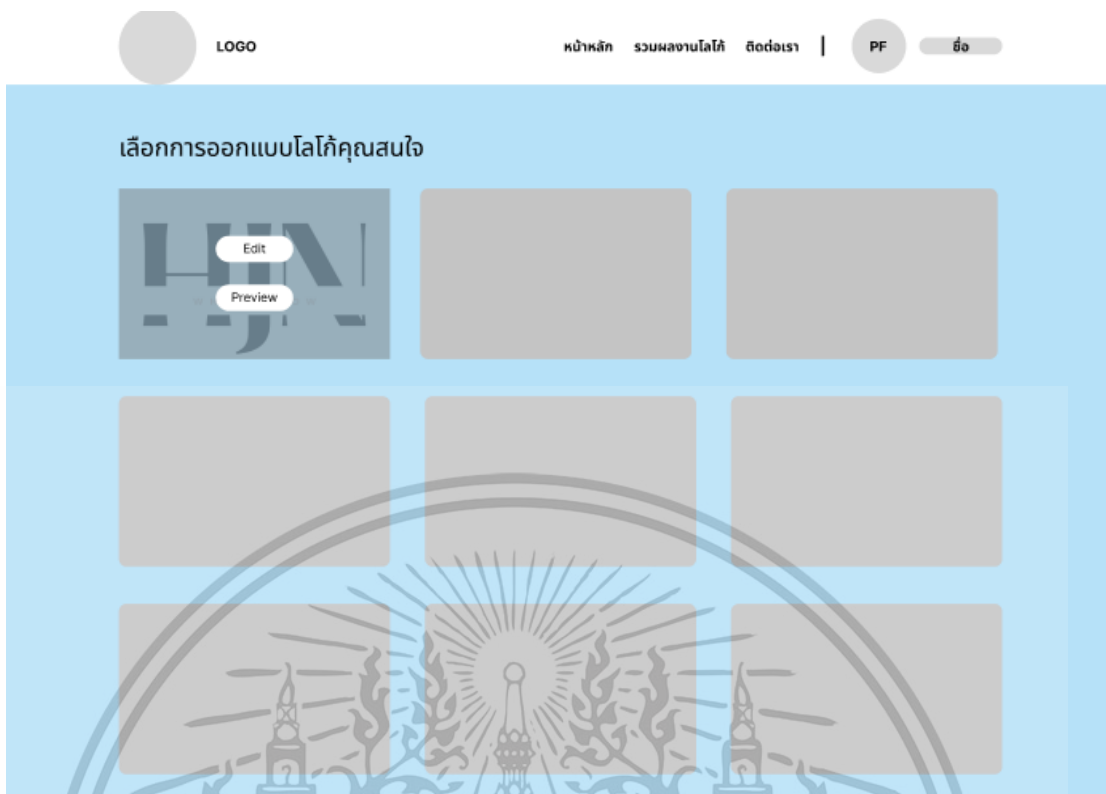 LOGO หน้าหลัก รวมผลงานโลโก้ ติดต่อเรา | PF ชื่อ
เลือกการออกแบบโลโก้คุณสนใจ
HJN
Edit
Preview